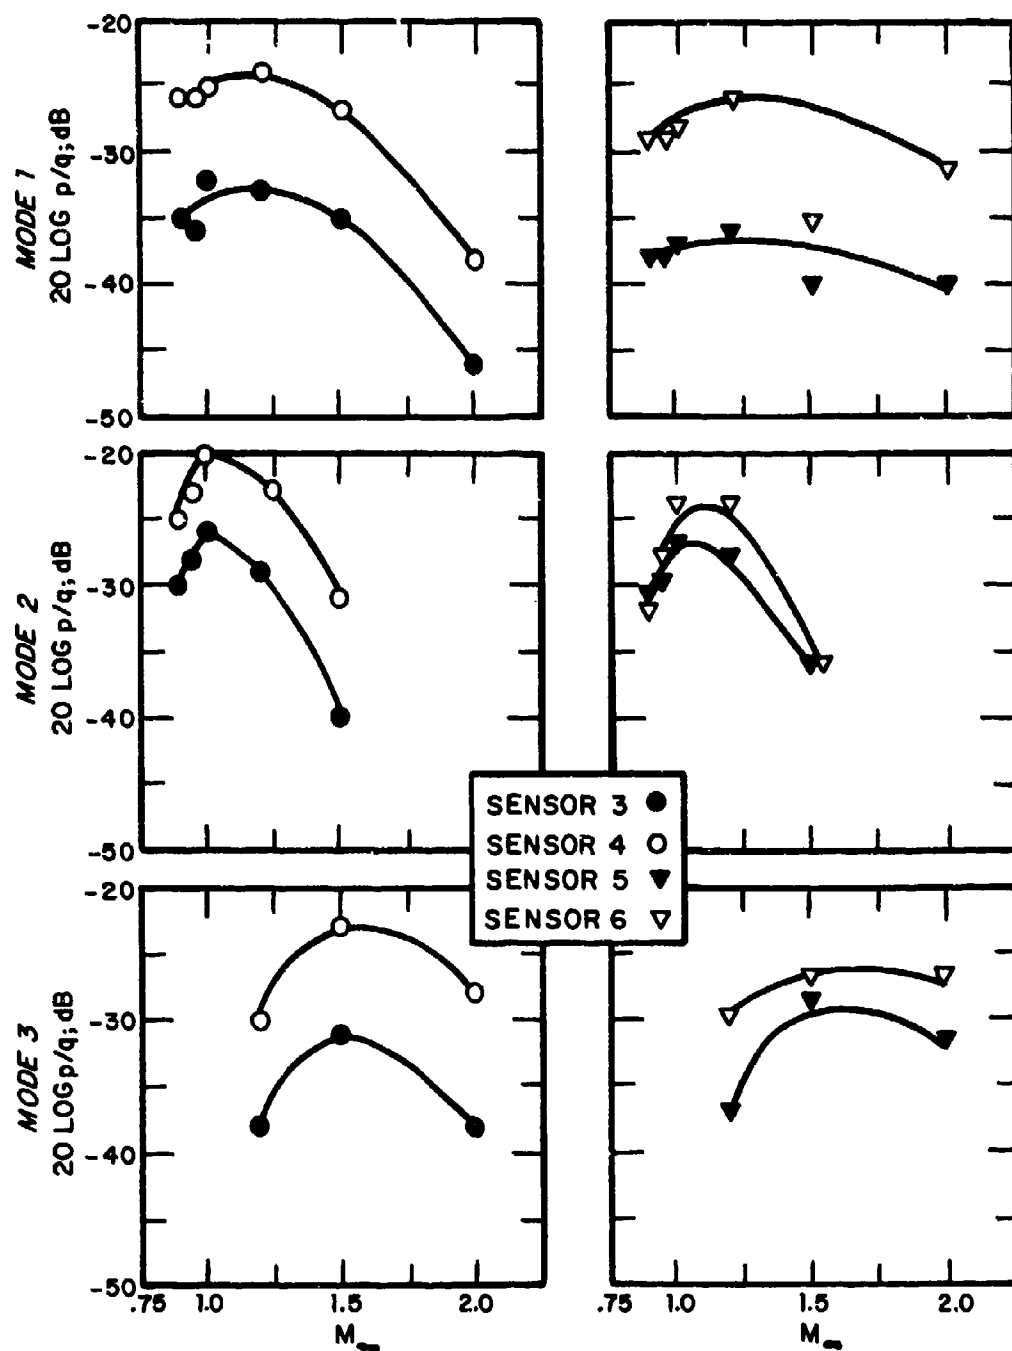 MODE 1
20 LOG p/q; dB
-20
-30
-40
-50
MODE 2
20 LOG p/q; dB
-20
-30
-40
-50
SENSOR 3
SENSOR 4
SENSOR 5
SENSOR 6
MODE 3
20 LOG p/q; dB
-20
-30
-40
-50
.75 1.0 1.5 2.0
M∞
.75 1.0 1.5 2.0
M∞